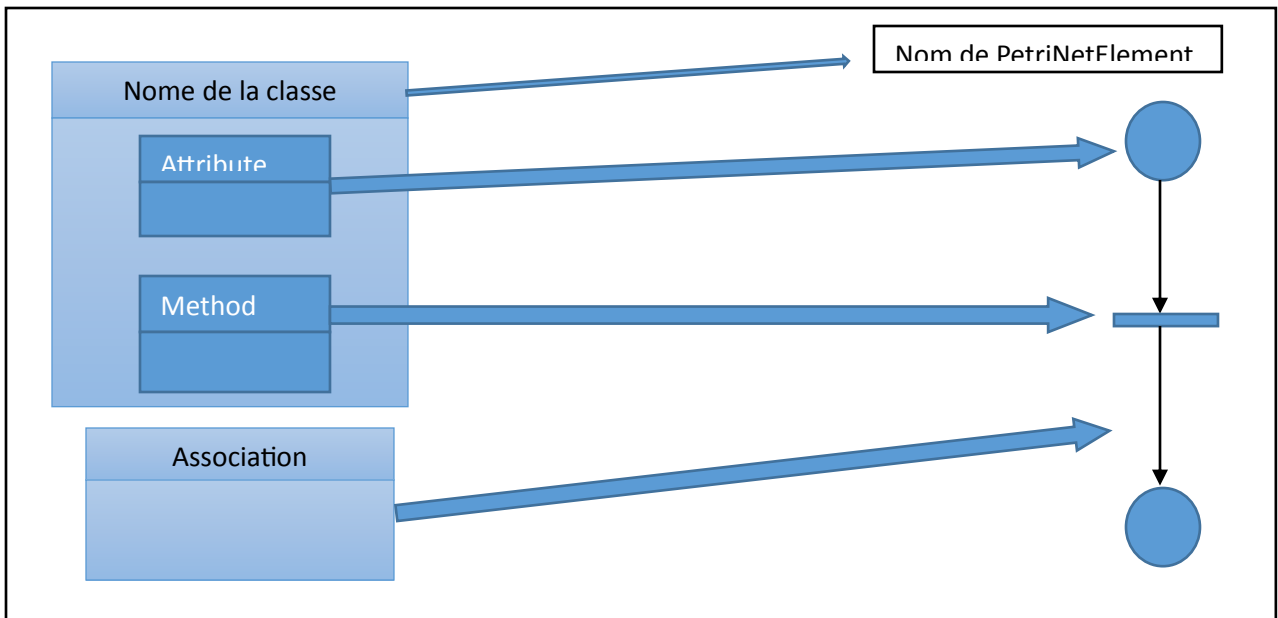 Nom de PetriNetElement
Nome de la classe
Attribute
Method
Association